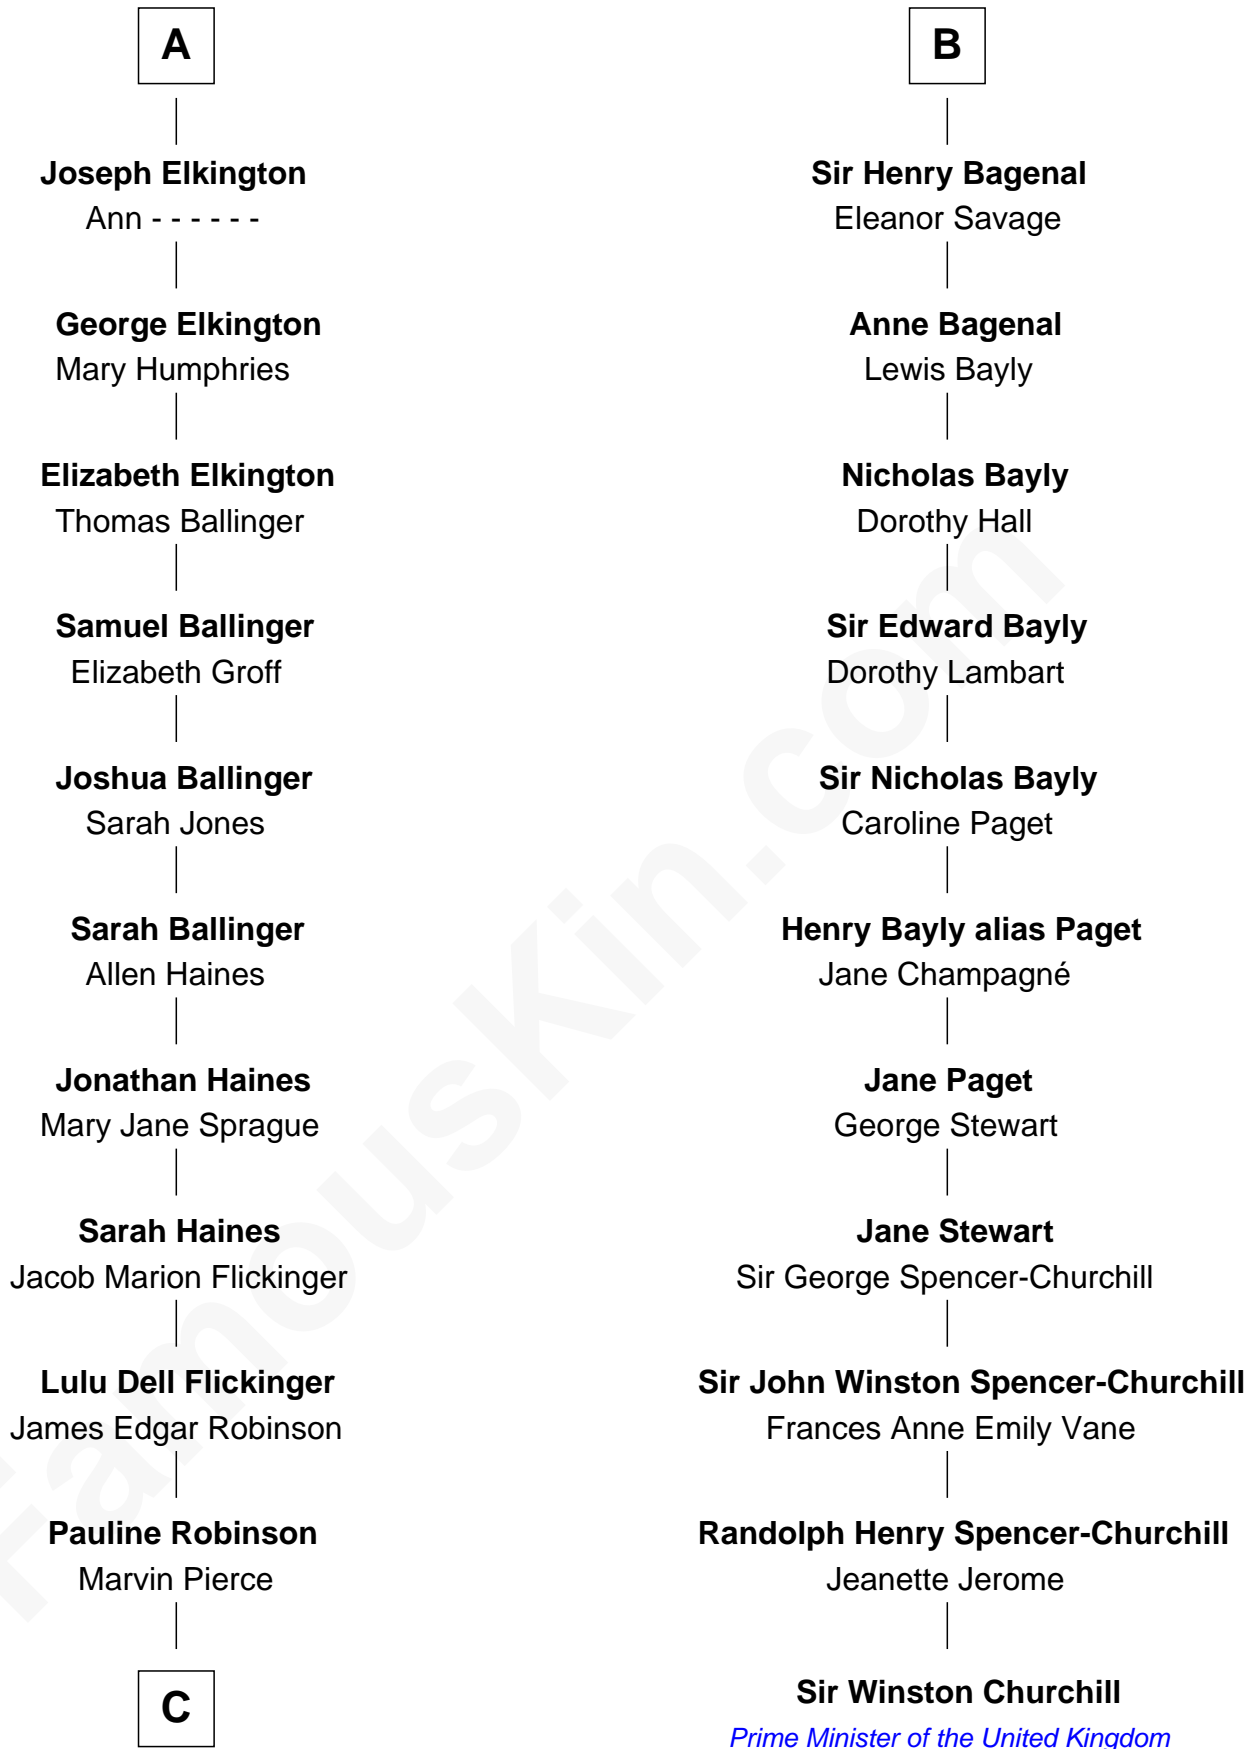 A
Joseph Elkington
Ann - - - - - -
George Elkington
Mary Humphries
Elizabeth Elkington
Thomas Ballinger
Samuel Ballinger
Elizabeth Groff
Joshua Ballinger
Sarah Jones
Sarah Ballinger
Allen Haines
Jonathan Haines
Mary Jane Sprague
Sarah Haines
Jacob Marion Flickinger
Lulu Dell Flickinger
James Edgar Robinson
Pauline Robinson
Marvin Pierce
C
B
Sir Henry Bagenal
Eleanor Savage
Anne Bagenal
Lewis Bayly
Nicholas Bayly
Dorothy Hall
Sir Edward Bayly
Dorothy Lambart
Sir Nicholas Bayly
Caroline Paget
Henry Bayly alias Paget
Jane Champagné
Jane Paget
George Stewart
Jane Stewart
Sir George Spencer-Churchill
Sir John Winston Spencer-Churchill
Frances Anne Emily Vane
Randolph Henry Spencer-Churchill
Jeanette Jerome
Sir Winston Churchill
Prime Minister of the United Kingdom
FamousKin.com